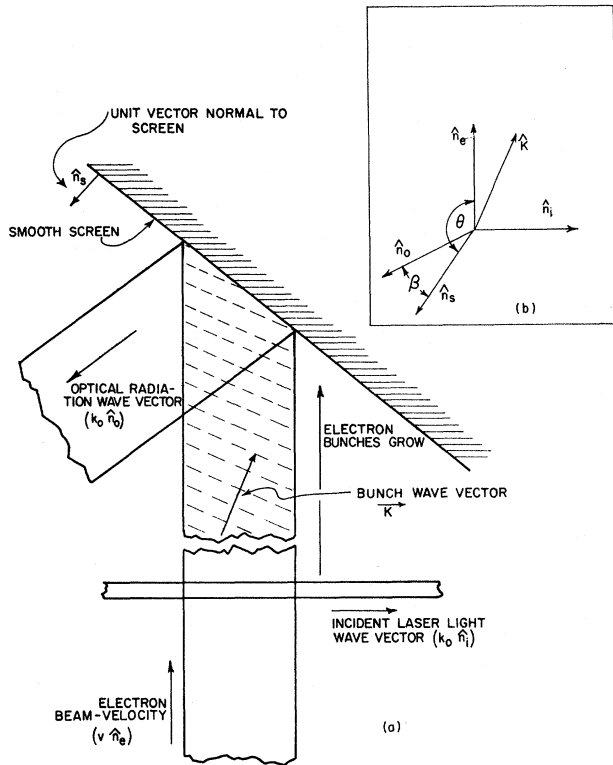 UNIT VECTOR NORMAL TO
SCREEN
n̂s
SMOOTH SCREEN
OPTICAL RADIA-
TION WAVE VECTOR
(k₀ n̂₀)
ELECTRON
BUNCHES GROW
BUNCH WAVE VECTOR
K
INCIDENT LASER LIGHT
WAVE VECTOR (k₀ n̂i)
ELECTRON
BEAM-VELOCITY
(v n̂e)
(a)
n̂e
K̂
n̂i
θ
n̂₀
β
n̂s
(b)